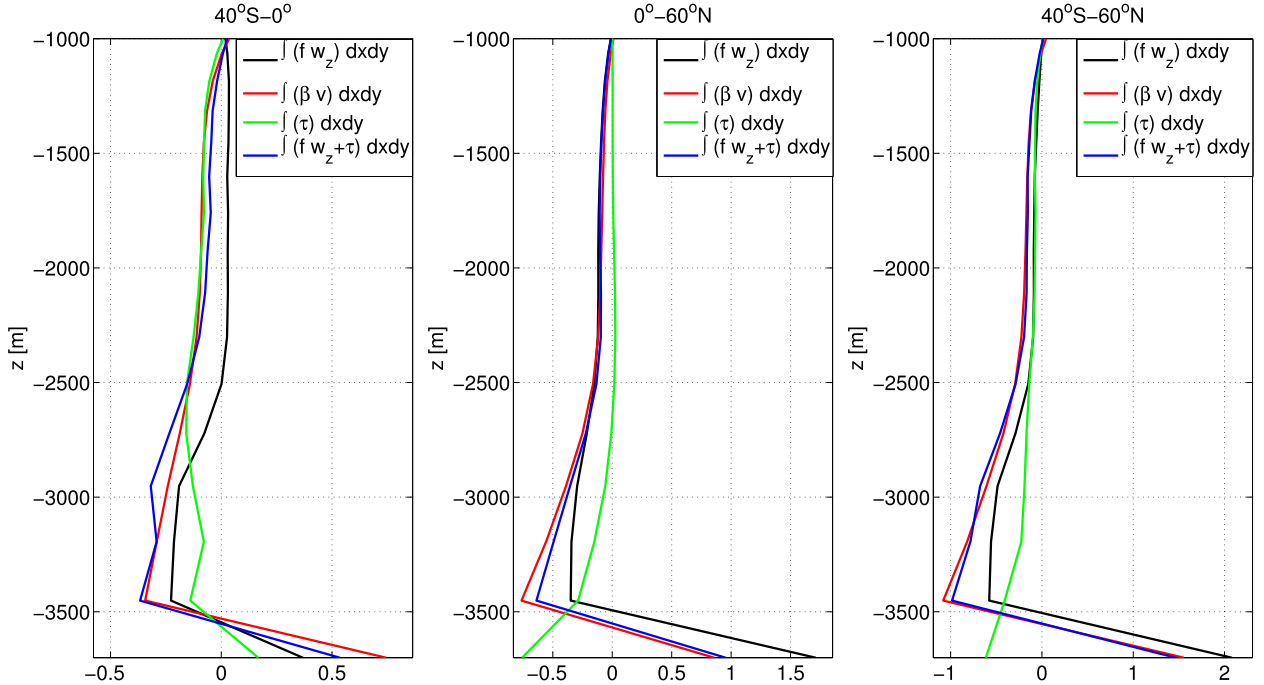 40°S−0°
−1000
−1500
−2000
−2500
−3000
−3500
z [m]
−0.5
0
0.5
∫ (f w_z) dxdy
∫ (β v) dxdy
∫ (τ) dxdy
∫ (f w_z+τ) dxdy
0°−60°N
−1000
−1500
−2000
−2500
−3000
−3500
z [m]
−0.5
0
0.5
1
1.5
∫ (f w_z) dxdy
∫ (β v) dxdy
∫ (τ) dxdy
∫ (f w_z+τ) dxdy
40°S−60°N
−1000
−1500
−2000
−2500
−3000
−3500
z [m]
−1
0
1
2
∫ (f w_z) dxdy
∫ (β v) dxdy
∫ (τ) dxdy
∫ (f w_z+τ) dxdy